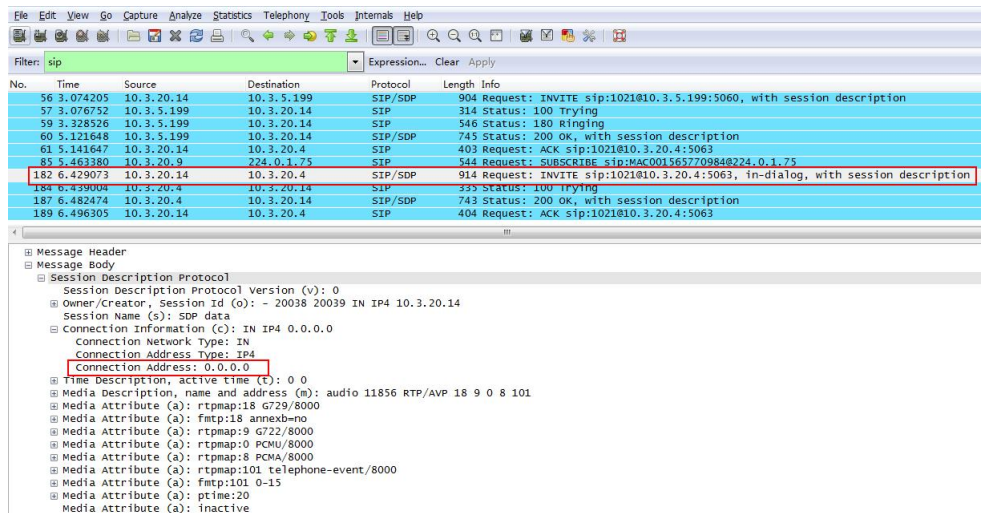 File Edit View Go Capture Analyze Statistics Telephony Tools Internals Help
Filter: sip Expression... Clear Apply
No. Time Source Destination Protocol Length Info
56 3.074205 10.3.20.14 10.3.5.199 SIP/SDP 904 Request: INVITE sip:1021@10.3.5.199:5060, with session description
57 3.076752 10.3.5.199 10.3.20.14 SIP 314 Status: 100 Trying
59 3.328526 10.3.5.199 10.3.20.14 SIP 546 Status: 180 Ringing
60 5.121648 10.3.5.199 10.3.20.14 SIP/SDP 745 Status: 200 OK, with session description
61 5.141647 10.3.20.14 10.3.20.4 SIP 403 Request: ACK sip:1021@10.3.20.4:5063
85 5.463380 10.3.20.9 224.0.1.75 SIP 544 Request: SUBSCRIBE sip:MAC001565770984@224.0.1.75
182 6.429073 10.3.20.14 10.3.20.4 SIP/SDP 914 Request: INVITE sip:1021@10.3.20.4:5063, in-dialog, with session description
184 6.439004 10.3.20.4 10.3.20.14 SIP 335 Status: 100 Trying
187 6.482474 10.3.20.4 10.3.20.14 SIP/SDP 743 Status: 200 OK, with session description
189 6.496305 10.3.20.14 10.3.20.4 SIP 404 Request: ACK sip:1021@10.3.20.4:5063
Message Header
Message Body
Session Description Protocol
Session Description Protocol Version (v): 0
Owner/Creator, Session Id (o): - 20038 20039 IN IP4 10.3.20.14
Session Name (s): SDP data
Connection Information (c): IN IP4 0.0.0.0
Connection Network Type: IN
Connection Address Type: IP4
Connection Address: 0.0.0.0
Time Description, active time (t): 0 0
Media Description, name and address (m): audio 11856 RTP/AVP 18 9 0 8 101
Media Attribute (a): rtpmap:18 G729/8000
Media Attribute (a): fmtp:18 annexb=no
Media Attribute (a): rtpmap:9 G722/8000
Media Attribute (a): rtpmap:0 PCMU/8000
Media Attribute (a): rtpmap:8 PCMA/8000
Media Attribute (a): rtpmap:101 telephone-event/8000
Media Attribute (a): fmtp:101 0-15
Media Attribute (a): ptime:20
Media Attribute (a): inactive